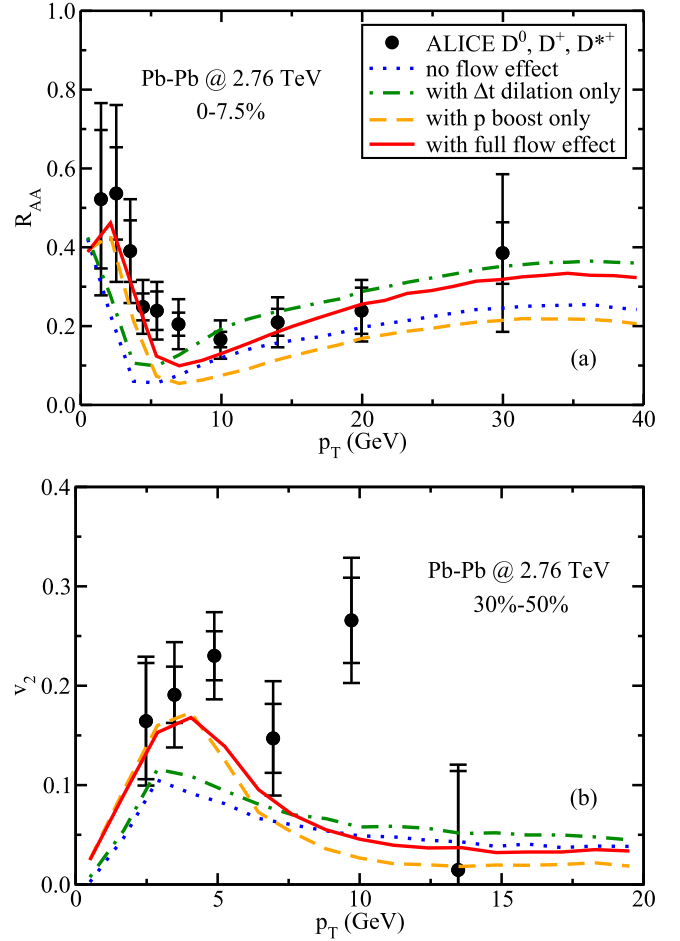 1.0
0.8
0.6
0.4
0.2
0.0
R_AA
Pb-Pb @ 2.76 TeV
0-7.5%
ALICE D^0, D^+, D*^+
no flow effect
with Δt dilation only
with p boost only
with full flow effect
(a)
0 10 20 30 40
p_T (GeV)
0.4
0.3
0.2
0.1
0.0
v_2
Pb-Pb @ 2.76 TeV
30%-50%
(b)
0 5 10 15 20
p_T (GeV)